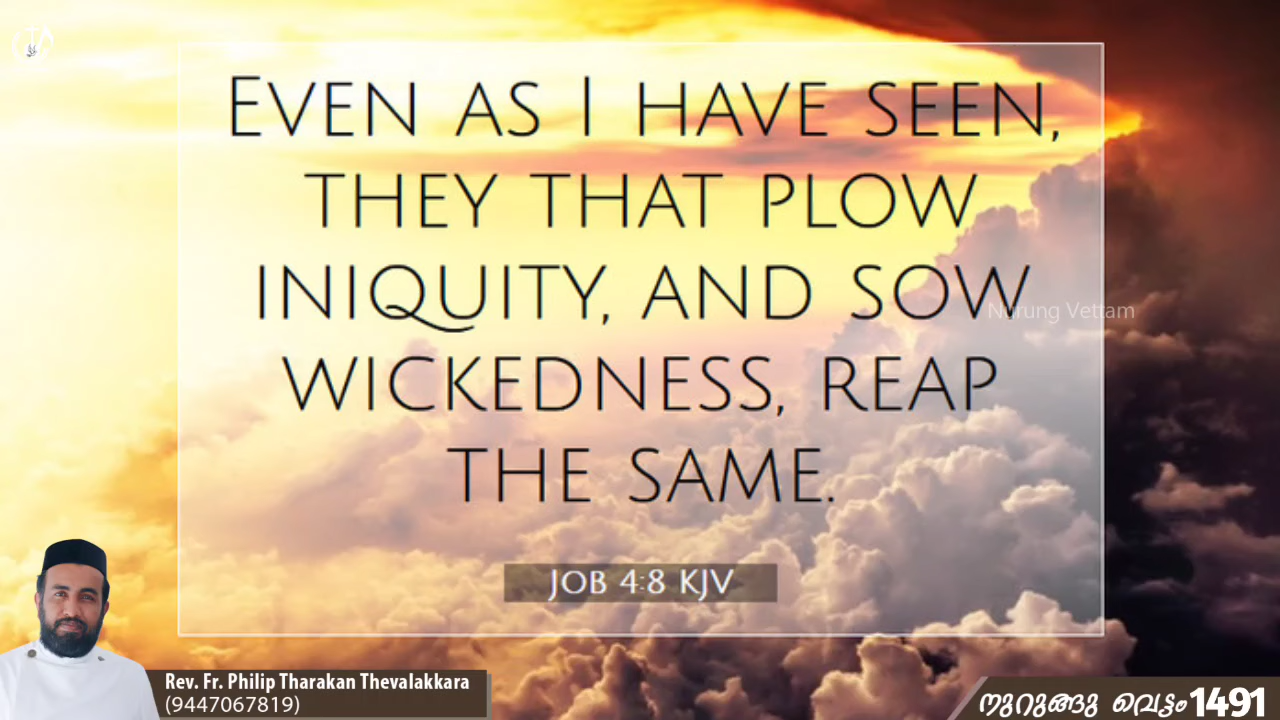 EVEN AS I HAVE SEEN,
THEY THAT PLOW
INIQUITY, AND SOW
WICKEDNESS, REAP
THE SAME.
JOB 4:8 KJV
Nurung Vettam
Rev. Fr. Philip Tharakan Thevalakkara
(9447067819)
നുറുങ്ങു വെട്ടം 1491